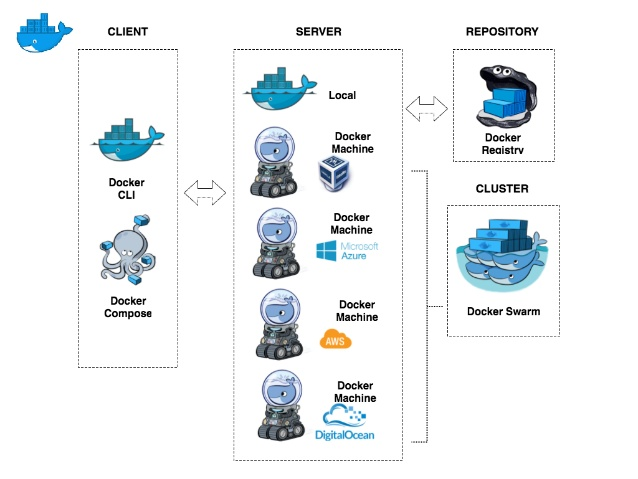 CLIENT
SERVER
REPOSITORY
Local
Docker
Machine
Docker
Registry
Docker
CLI
CLUSTER
Docker
Machine
Microsoft
Azure
Docker
Compose
Docker
Machine
AWS
Docker Swarm
Docker
Machine
DigitalOcean